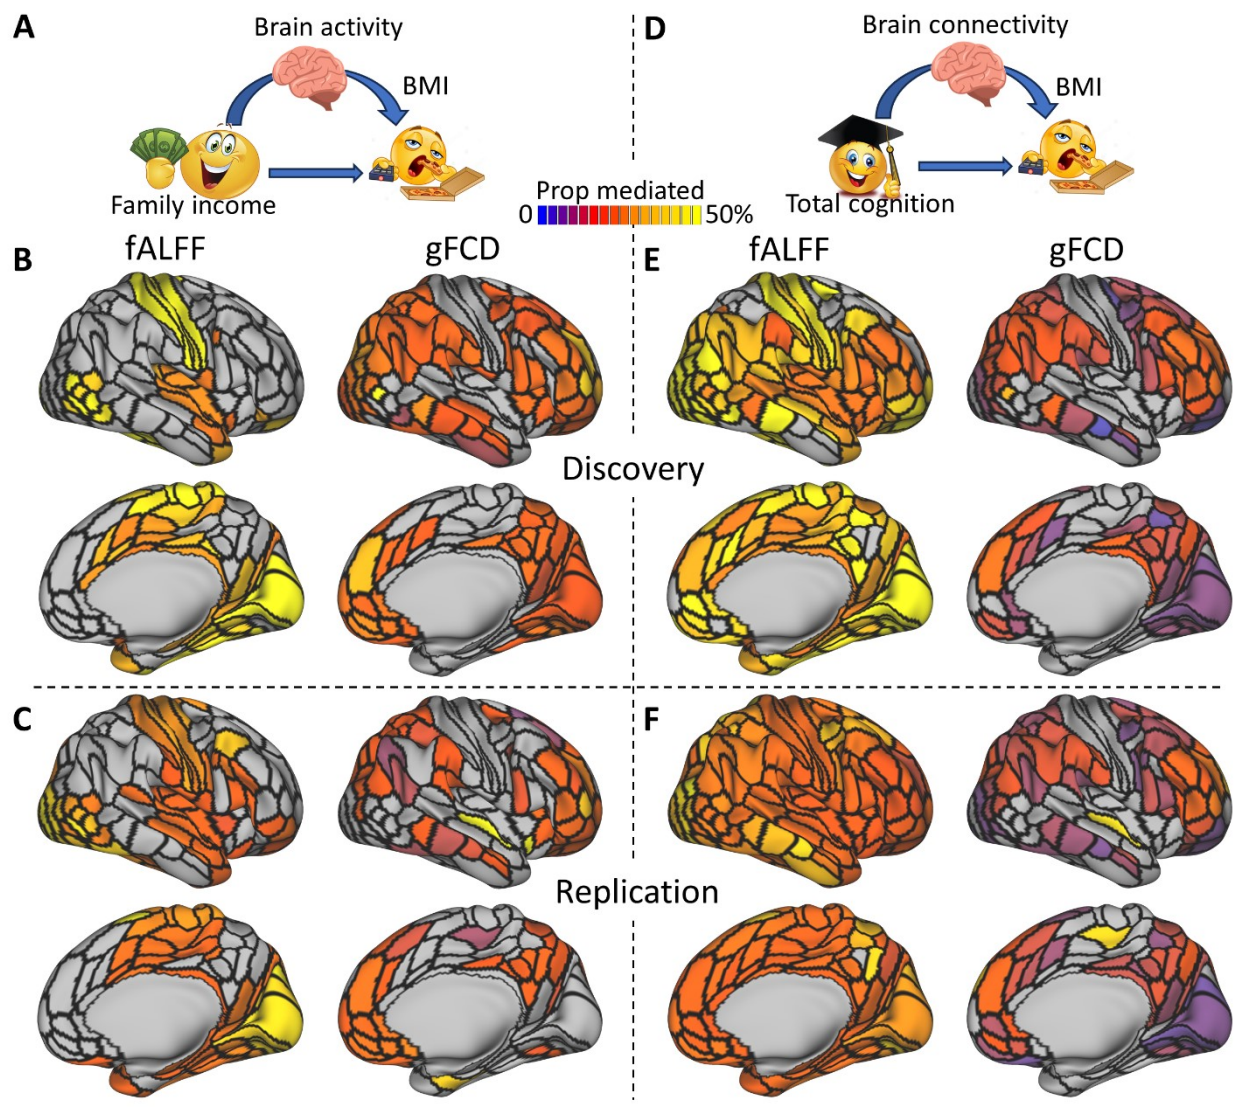 A
Brain activity
BMI
Family income
D
Brain connectivity
BMI
Total cognition
Prop mediated
0 50%
B
fALFF
gFCD
E
fALFF
gFCD
Discovery
C
F
Replication